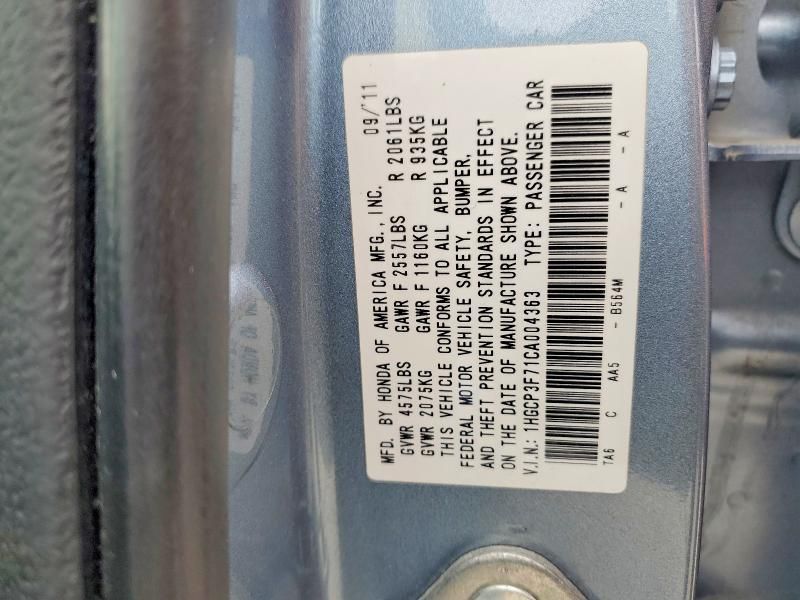 MFD. BY HONDA OF AMERICA MFG., INC. 09/'11
GVWR 4575LBS GAWR F 2557LBS R 2061LBS
GVWR 2075KG GAWR F 1160KG R 935KG
THIS VEHICLE CONFORMS TO ALL APPLICABLE
FEDERAL MOTOR VEHICLE SAFETY, BUMPER,
AND THEFT PREVENTION STANDARDS IN EFFECT
ON THE DATE OF MANUFACTURE SHOWN ABOVE.
V.I.N.: 1HGCP3F71CA004363 TYPE: PASSENGER CAR
TA6 C AA5 - B564M - A - A